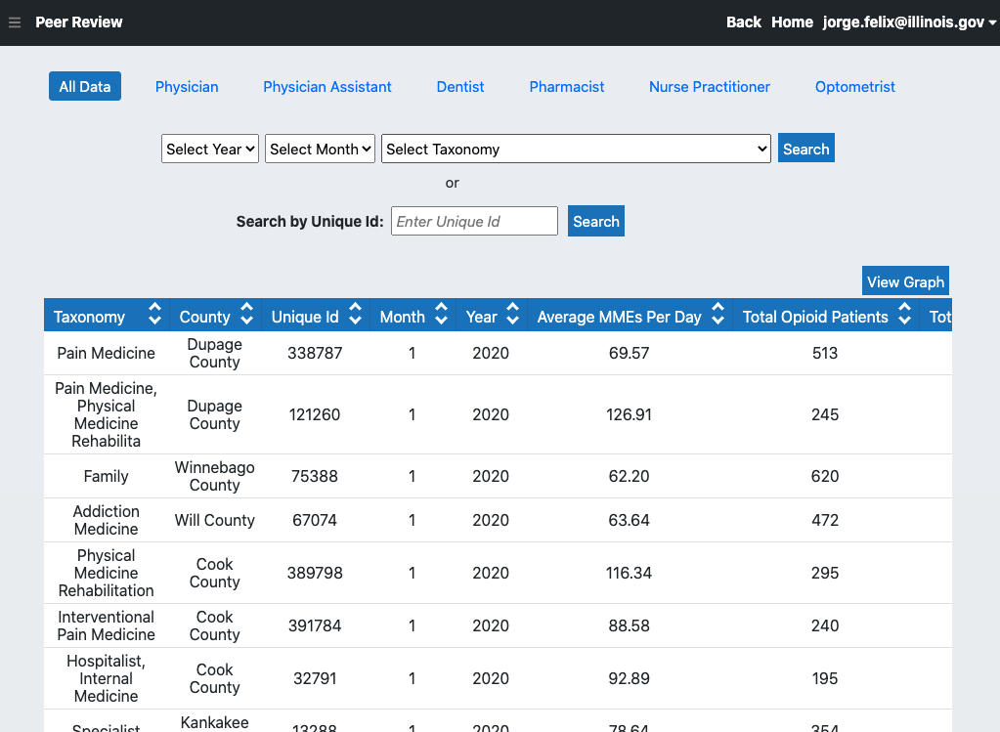 Peer Review Back Home jorge.felix@illinois.gov
All Data Physician Physician Assistant Dentist Pharmacist Nurse Practitioner Optometrist
Select Year Select Month Select Taxonomy Search
or
Search by Unique Id: Enter Unique Id Search
View Graph
Taxonomy County Unique Id Month Year Average MMEs Per Day Total Opioid Patients Tot
Pain Medicine Dupage County 338787 1 2020 69.57 513
Pain Medicine, Physical Medicine Rehabilita Dupage County 121260 1 2020 126.91 245
Family Winnebago County 75388 1 2020 62.20 620
Addiction Medicine Will County 67074 1 2020 63.64 472
Physical Medicine Rehabilitation Cook County 389798 1 2020 116.34 295
Interventional Pain Medicine Cook County 391784 1 2020 88.58 240
Hospitalist, Internal Medicine Cook County 32791 1 2020 92.89 195
Specialist Kankakee 13288 1 2020 78.64 354